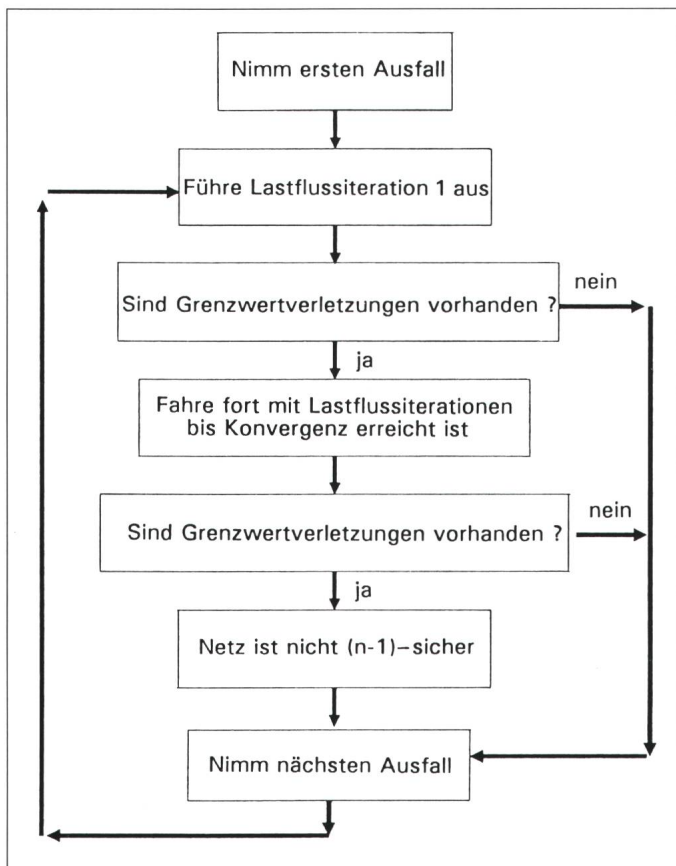 Nimm ersten Ausfall
Führe Lastflussiteration 1 aus
Sind Grenzwertverletzungen vorhanden ?
nein
ja
Fahre fort mit Lastflussiterationen
bis Konvergenz erreicht ist
Sind Grenzwertverletzungen vorhanden ?
nein
ja
Netz ist nicht (n-1)–sicher
Nimm nächsten Ausfall